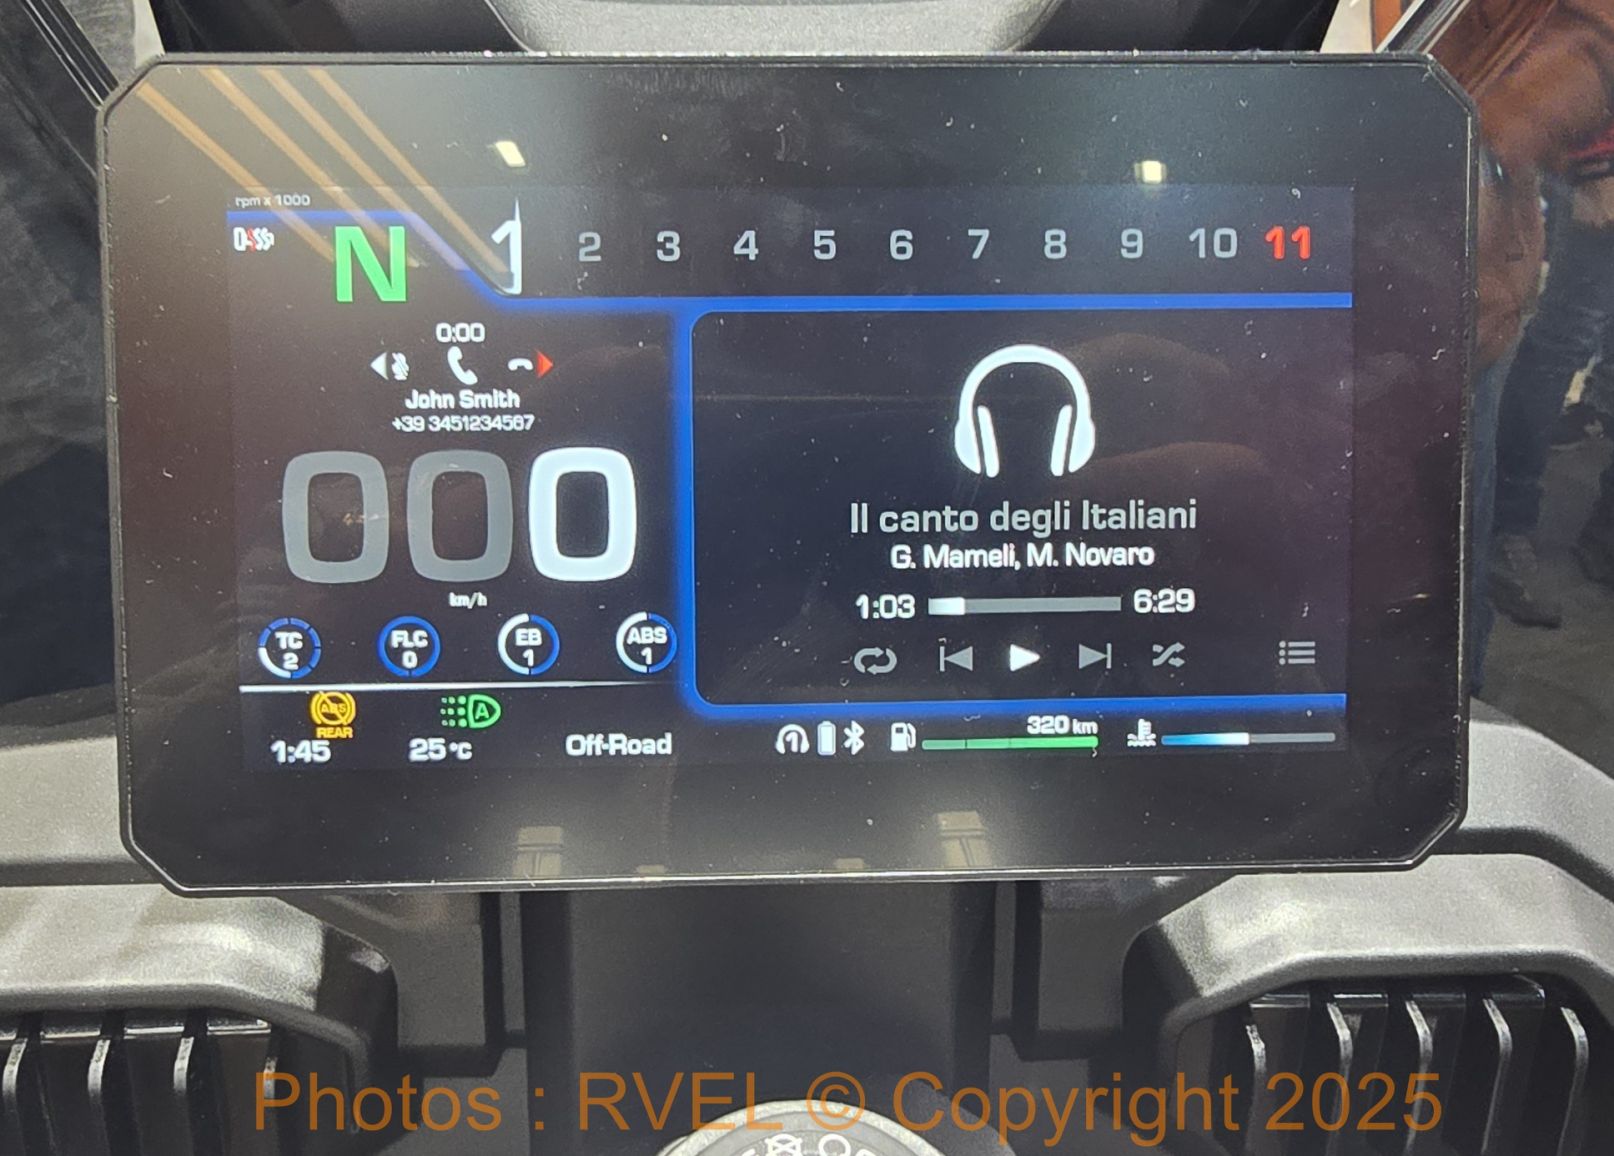 rpm x 1000
N
1 2 3 4 5 6 7 8 9 10 11
0:00
John Smith
+39 3451234567
000
km/h
TC 2
FLC 0
EB 1
ABS 1
Il canto degli Italiani
G. Mameli, M. Novaro
1:03 6:29
ABS
REAR
A
1:45 25 °C Off-Road
1
320 km
Photos : RVEL © Copyright 2025